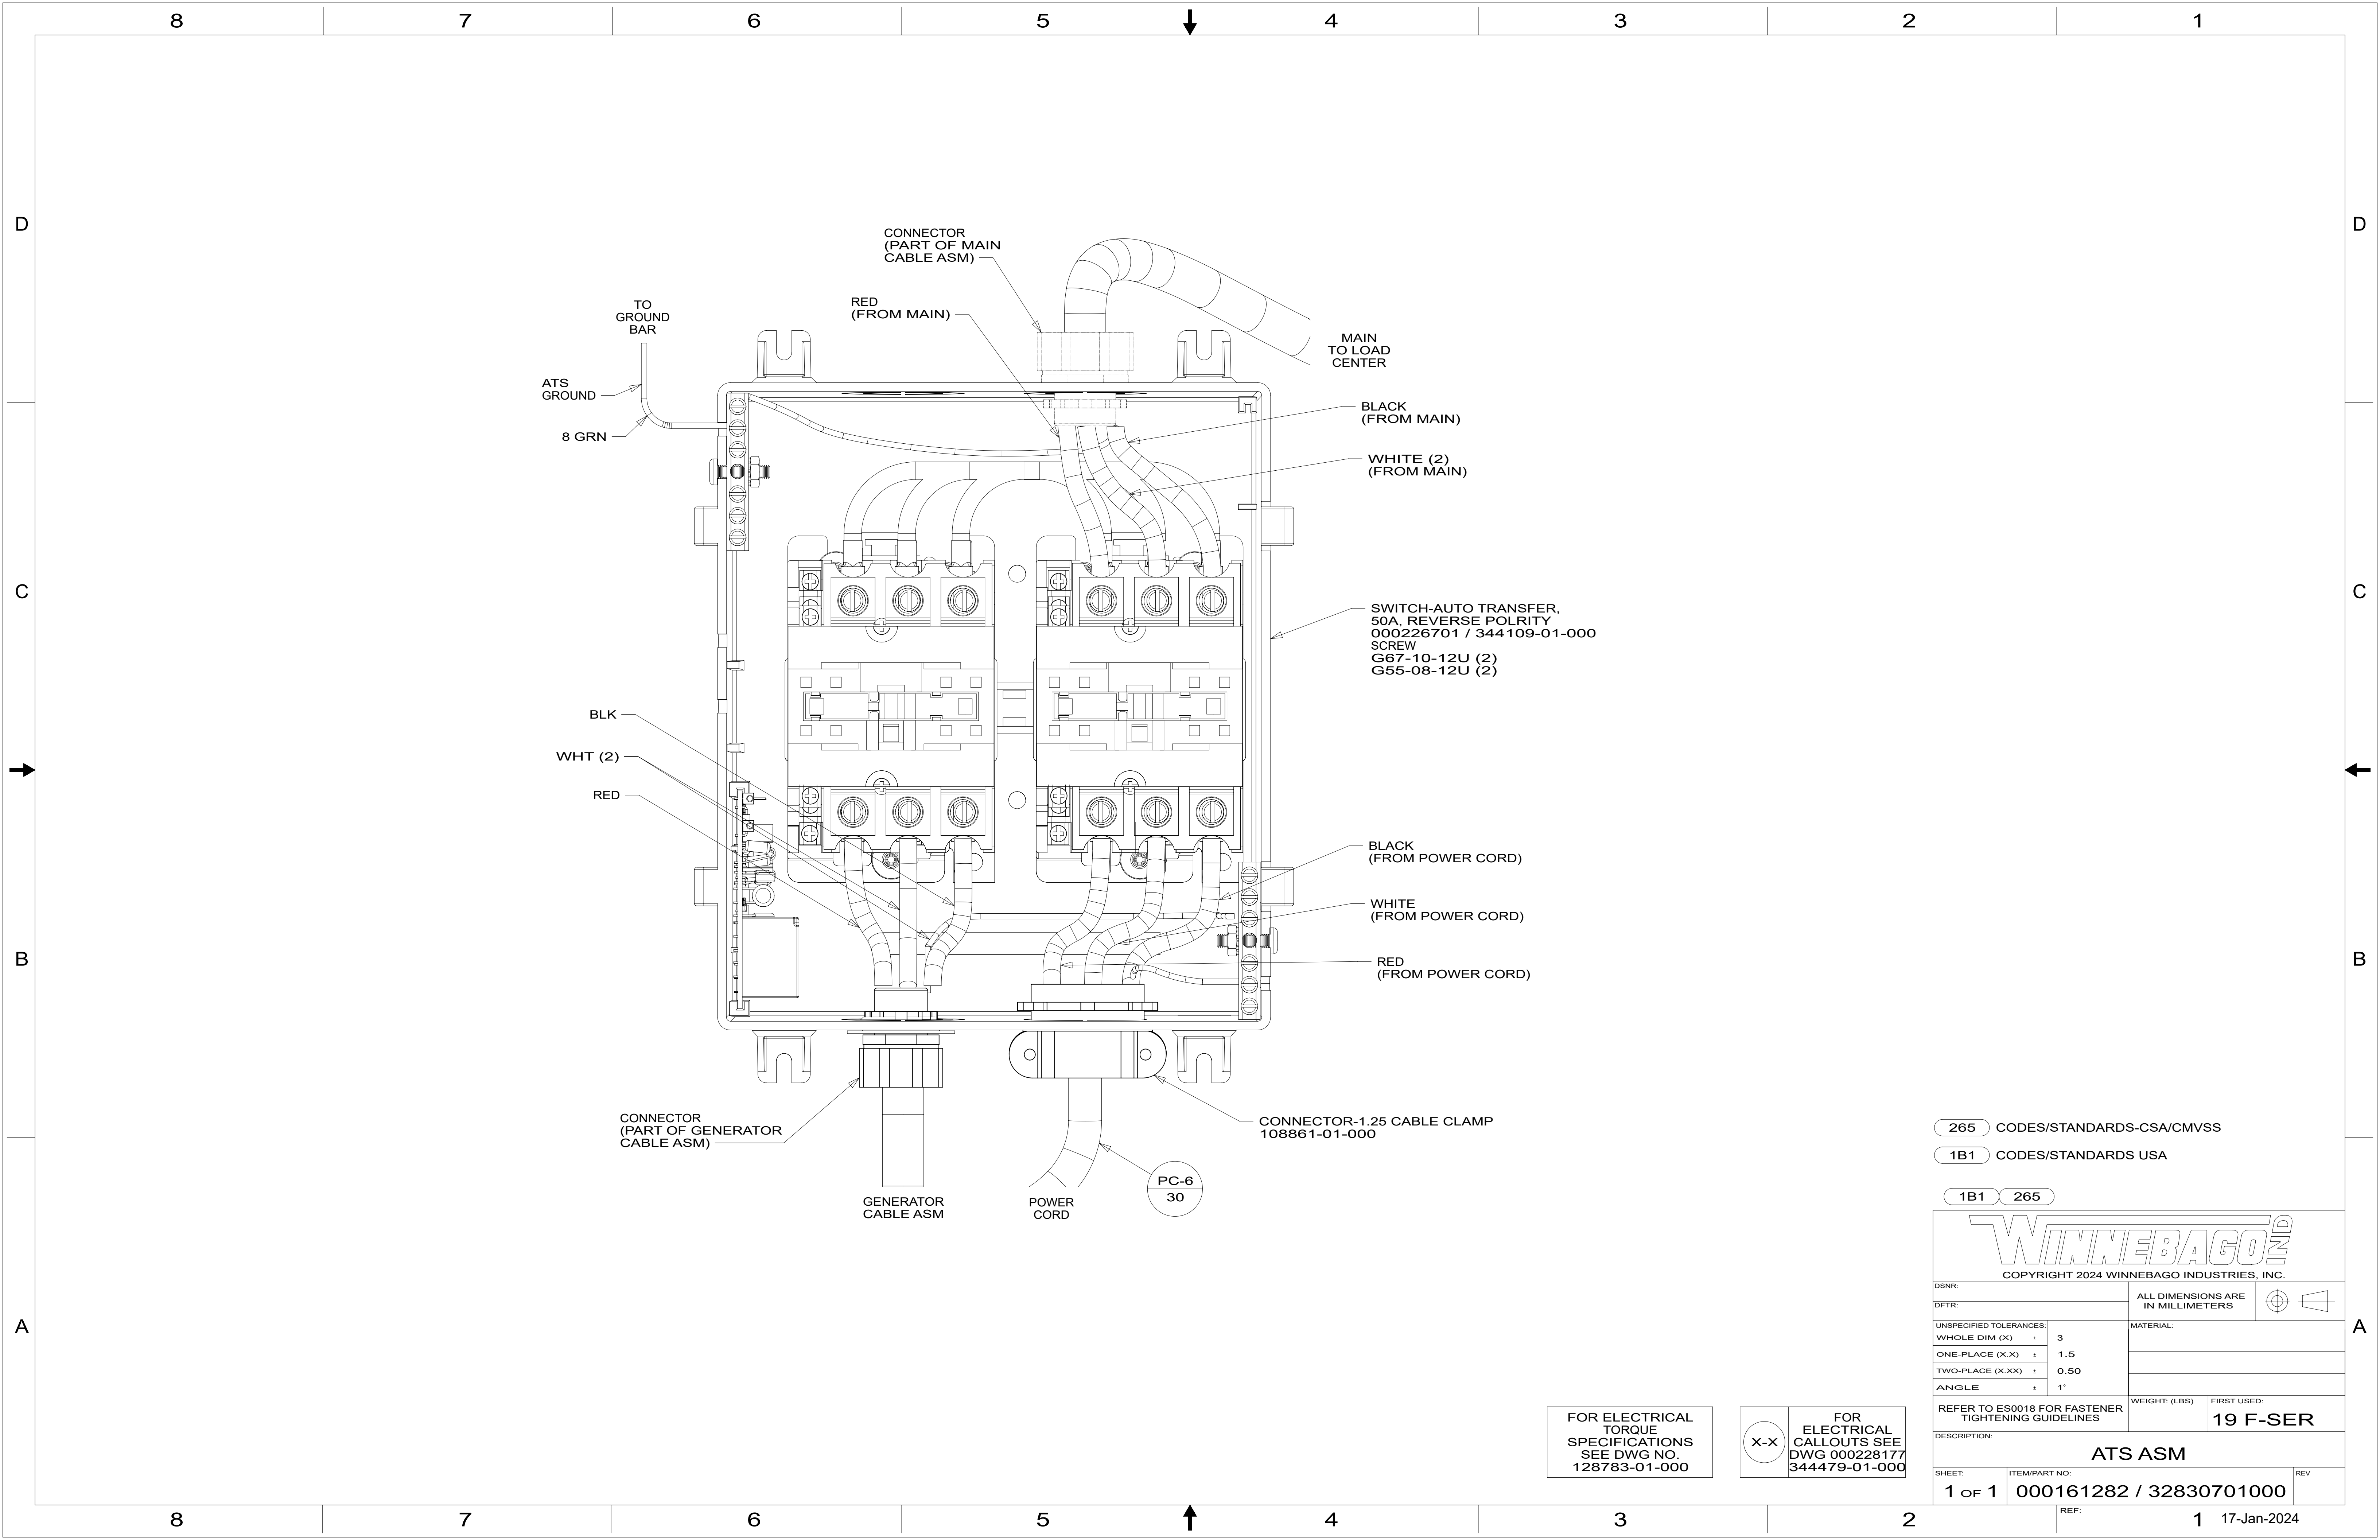 8 7 6 5 4 3 2 1
D
D
CONNECTOR
(PART OF MAIN
CABLE ASM)
RED
(FROM MAIN)
TO
GROUND
BAR
MAIN
TO LOAD
CENTER
ATS
GROUND
8 GRN
BLACK
(FROM MAIN)
WHITE (2)
(FROM MAIN)
C
C
SWITCH-AUTO TRANSFER,
50A, REVERSE POLRITY
000226701 / 344109-01-000
SCREW
G67-10-12U (2)
G55-08-12U (2)
BLK
WHT (2)
RED
BLACK
(FROM POWER CORD)
WHITE
(FROM POWER CORD)
RED
(FROM POWER CORD)
B
B
CONNECTOR
(PART OF GENERATOR
CABLE ASM)
CONNECTOR-1.25 CABLE CLAMP
108861-01-000
PC-6
30
GENERATOR
CABLE ASM
POWER
CORD
265 CODES/STANDARDS-CSA/CMVSS
1B1 CODES/STANDARDS USA
1B1 265
WINNEBAGO IND
COPYRIGHT 2024 WINNEBAGO INDUSTRIES, INC.
DSNR:
DFTR:
ALL DIMENSIONS ARE
IN MILLIMETERS
A
A
UNSPECIFIED TOLERANCES:
WHOLE DIM (X) ± 3
ONE-PLACE (X.X) ± 1.5
TWO-PLACE (X.XX) ± 0.50
ANGLE ± 1°
MATERIAL:
REFER TO ES0018 FOR FASTENER
TIGHTENING GUIDELINES
WEIGHT: (LBS)
FIRST USED:
19 F-SER
DESCRIPTION:
ATS ASM
SHEET:
1 OF 1
ITEM/PART NO:
000161282 / 32830701000
REV
REF:
17-Jan-2024
FOR ELECTRICAL
TORQUE
SPECIFICATIONS
SEE DWG NO.
128783-01-000
X-X
FOR
ELECTRICAL
CALLOUTS SEE
DWG 000228177
344479-01-000
8 7 6 5 4 3 2 1